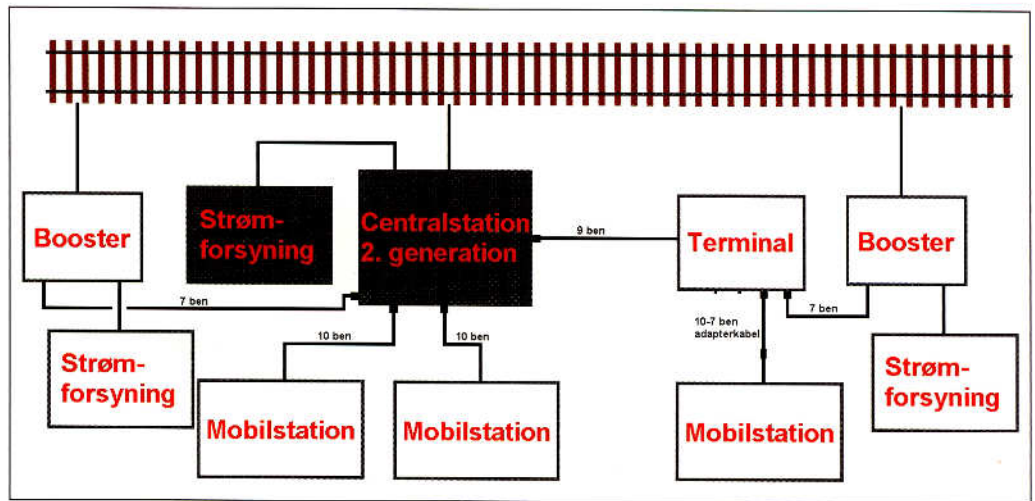 Booster
Strøm-
forsyning
Centralstation
2. generation
9 ben
Terminal
Booster
7 ben
Strøm-
forsyning
10 ben
10 ben
Mobilstation
Mobilstation
10-7 ben
adapterkabel
7 ben
Mobilstation
Strøm-
forsyning